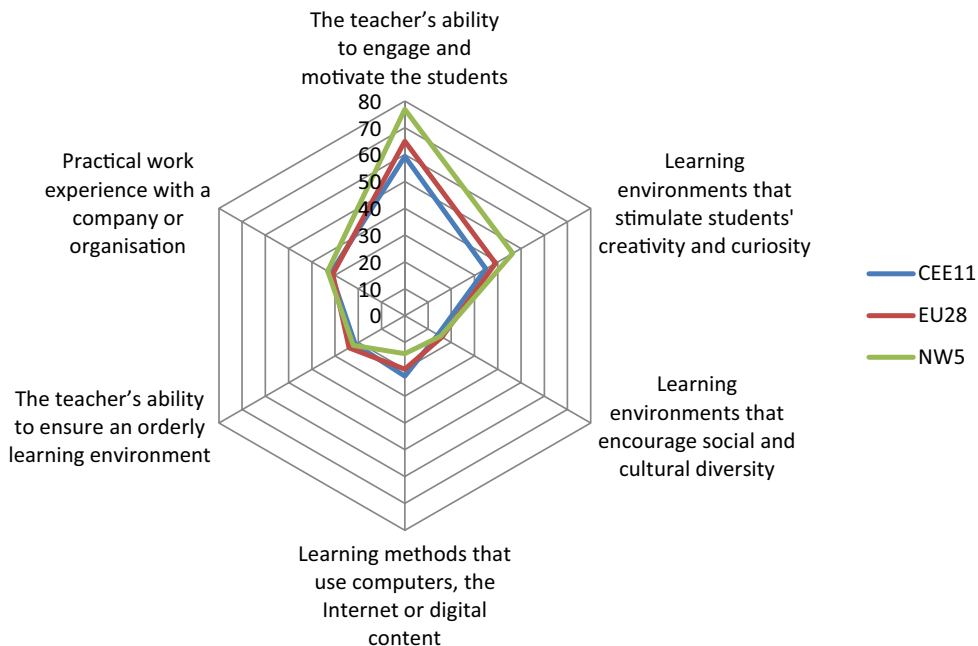 The teacher’s ability
to engage and
motivate the students
80
70
60
50
40
30
20
10
0
Learning
environments that
stimulate students'
creativity and curiosity
Learning
environments that
encourage social and
cultural diversity
Learning methods that
use computers, the
Internet or digital
content
The teacher’s ability
to ensure an orderly
learning environment
Practical work
experience with a
company or
organisation
CEE11
EU28
NW5